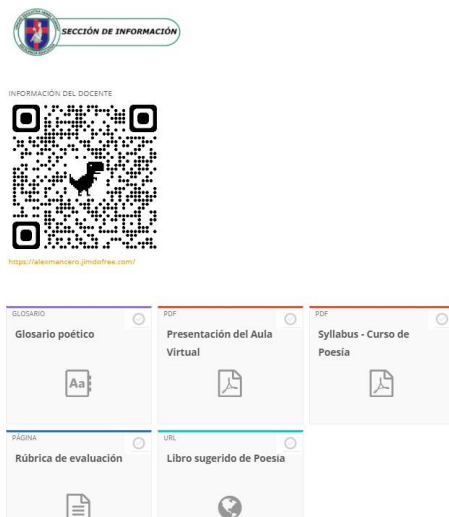 SECCIÓN DE INFORMACIÓN
INFORMACIÓN DEL DOCENTE
https://alexmancero.jimdofree.com/
GLOSARIO
Glosario poético
Aa
PDF
Presentación del Aula
Virtual
PDF
Syllabus - Curso de
Poesía
PÁGINA
Rúbrica de evaluación
URL
Libro sugerido de Poesía